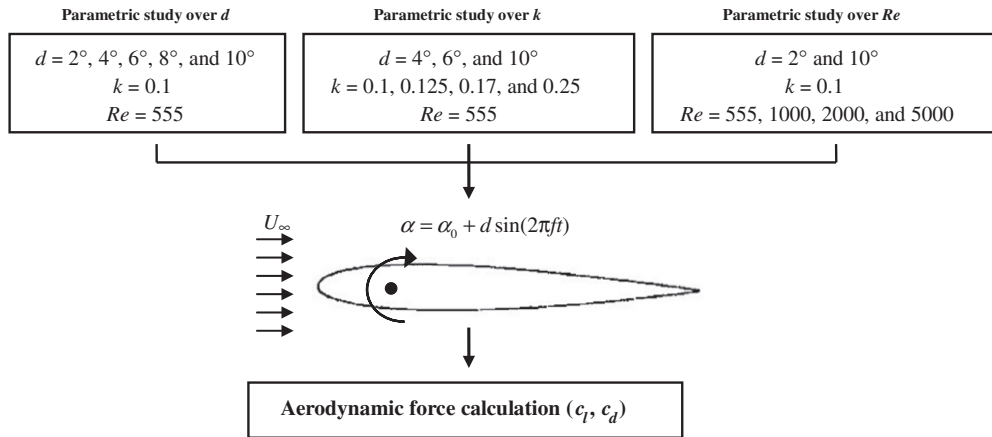 Parametric study over d
d = 2°, 4°, 6°, 8°, and 10°
k = 0.1
Re = 555
Parametric study over k
d = 4°, 6°, and 10°
k = 0.1, 0.125, 0.17, and 0.25
Re = 555
Parametric study over Re
d = 2° and 10°
k = 0.1
Re = 555, 1000, 2000, and 5000
U∞
α = α₀ + d sin(2πft)
Aerodynamic force calculation (cₗ, c_d)